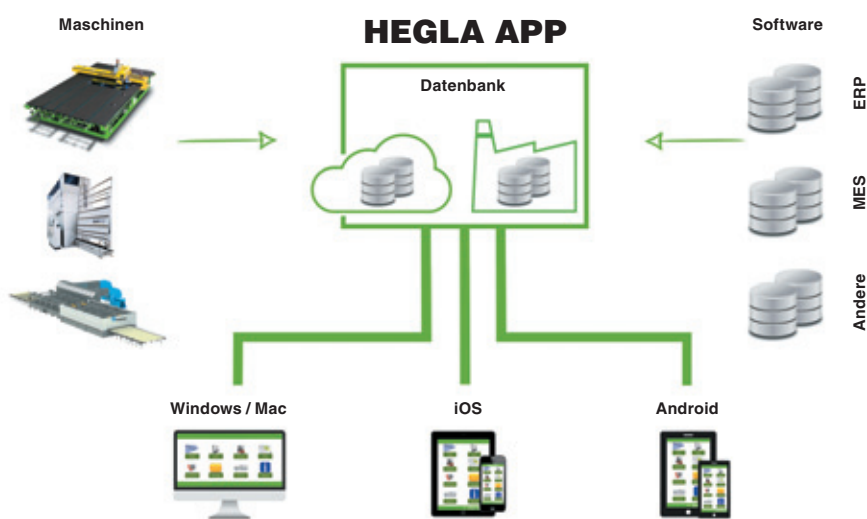 Maschinen
HEGLA APP
Software
Datenbank
ERP
MES
Andere
Windows / Mac
iOS
Android